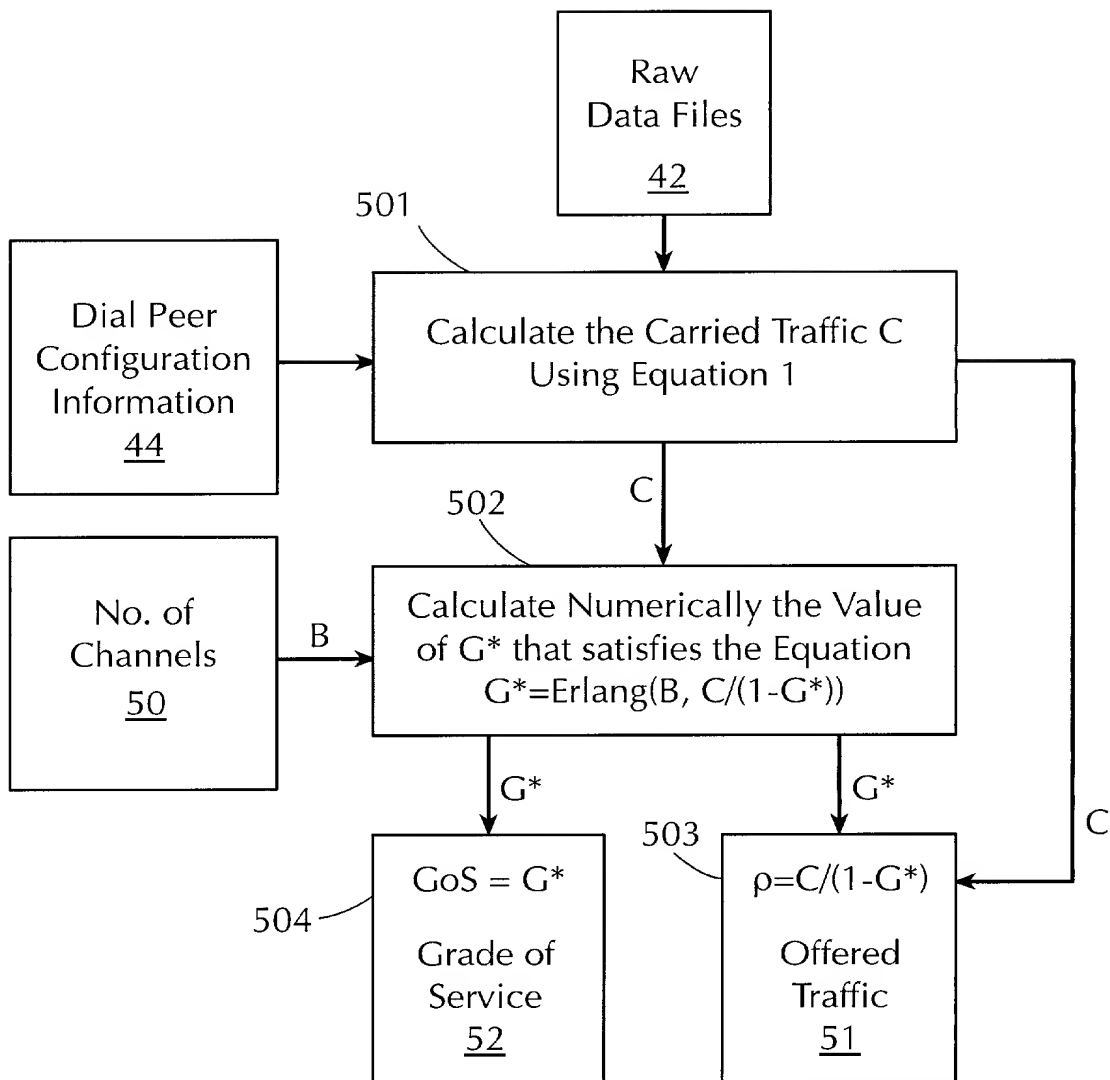 Raw
Data Files
42
501
Dial Peer
Configuration
Information
44
Calculate the Carried Traffic C
Using Equation 1
C
502
No. of
Channels
50
B
Calculate Numerically the Value
of G* that satisfies the Equation
G*=Erlang(B, C/(1-G*))
G*
G*
C
504
GoS = G*
Grade of
Service
52
503
ρ=C/(1-G*)
Offered
Traffic
51